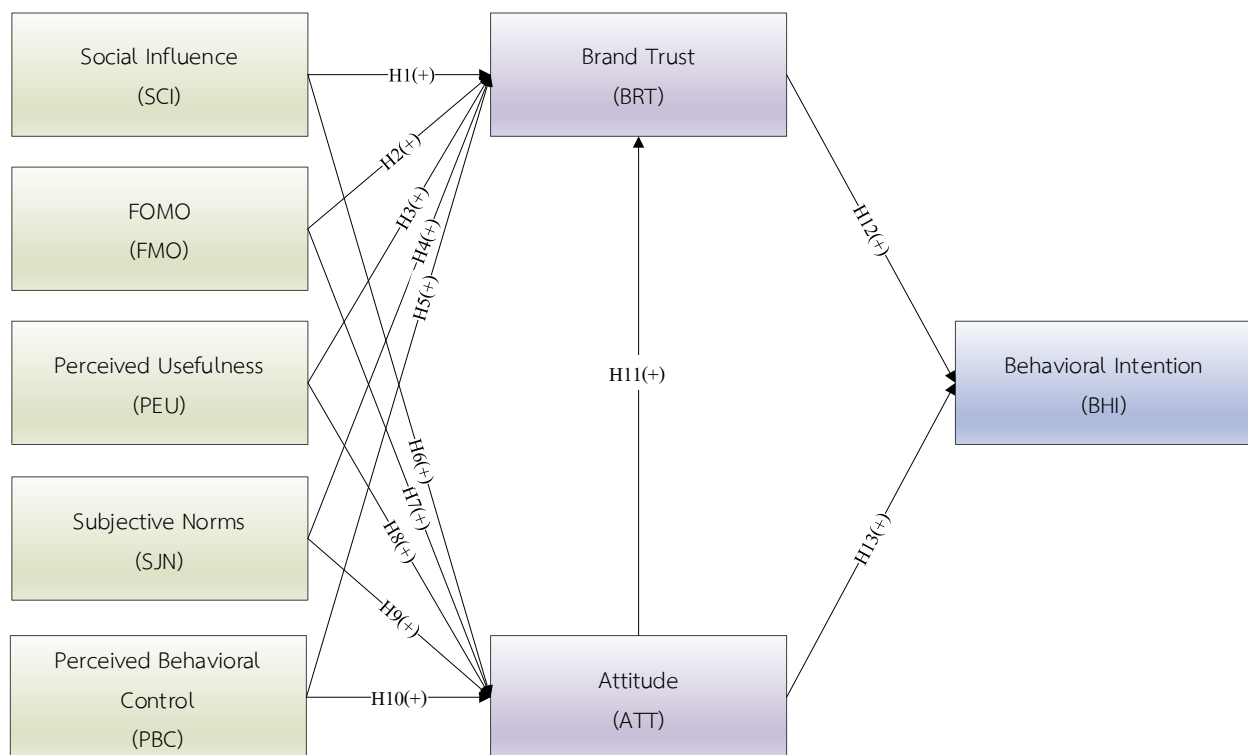 Social Influence
(SCI)
FOMO
(FMO)
Perceived Usefulness
(PEU)
Subjective Norms
(SJN)
Perceived Behavioral
Control
(PBC)
H1(+)
H2(+)
H3(+)
H4(+)
H5(+)
H6(+)
H7(+)
H8(+)
H9(+)
H10(+)
Brand Trust
(BRT)
H11(+)
Attitude
(ATT)
H12(+)
H13(+)
Behavioral Intention
(BHI)